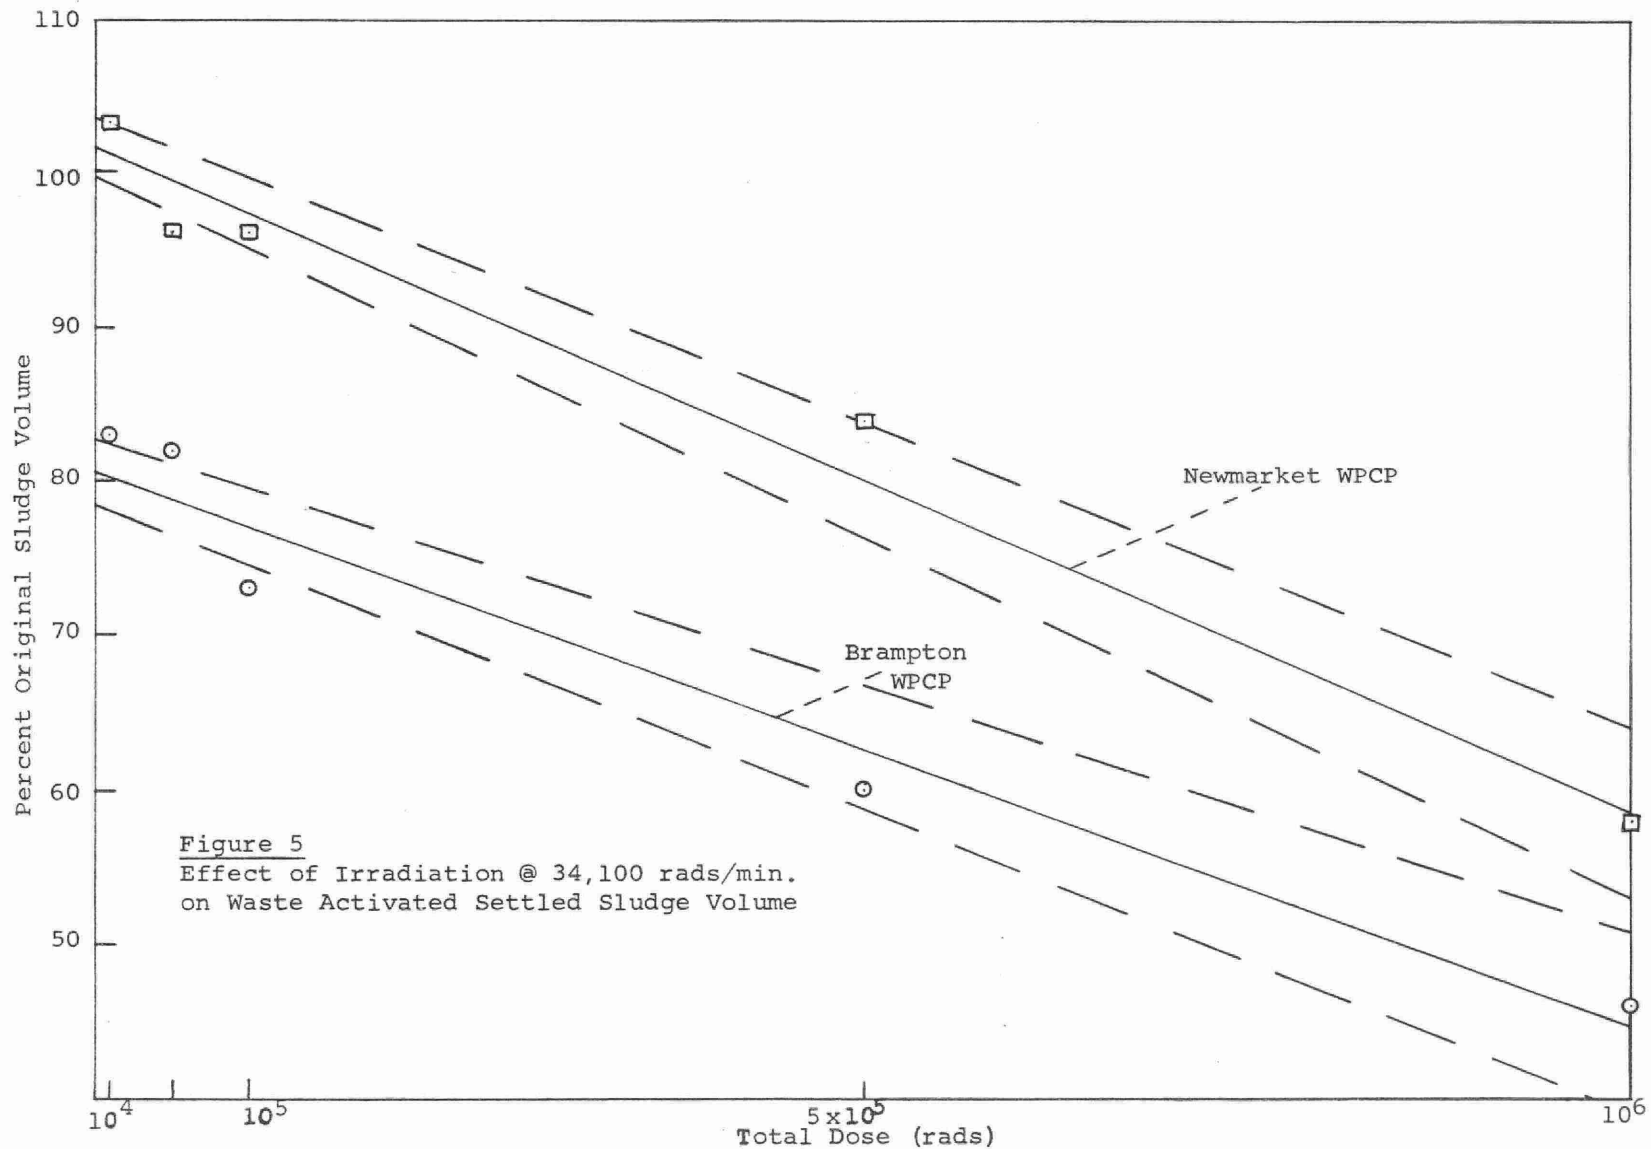 110
100
90
80
70
60
50
Percent Original Sludge Volume
Newmarket WPCP
Brampton
WPCP
Figure 5
Effect of Irradiation @ 34,100 rads/min.
on Waste Activated Settled Sludge Volume
10⁴ 10⁵ 5x10⁵ 10⁶
Total Dose (rads)